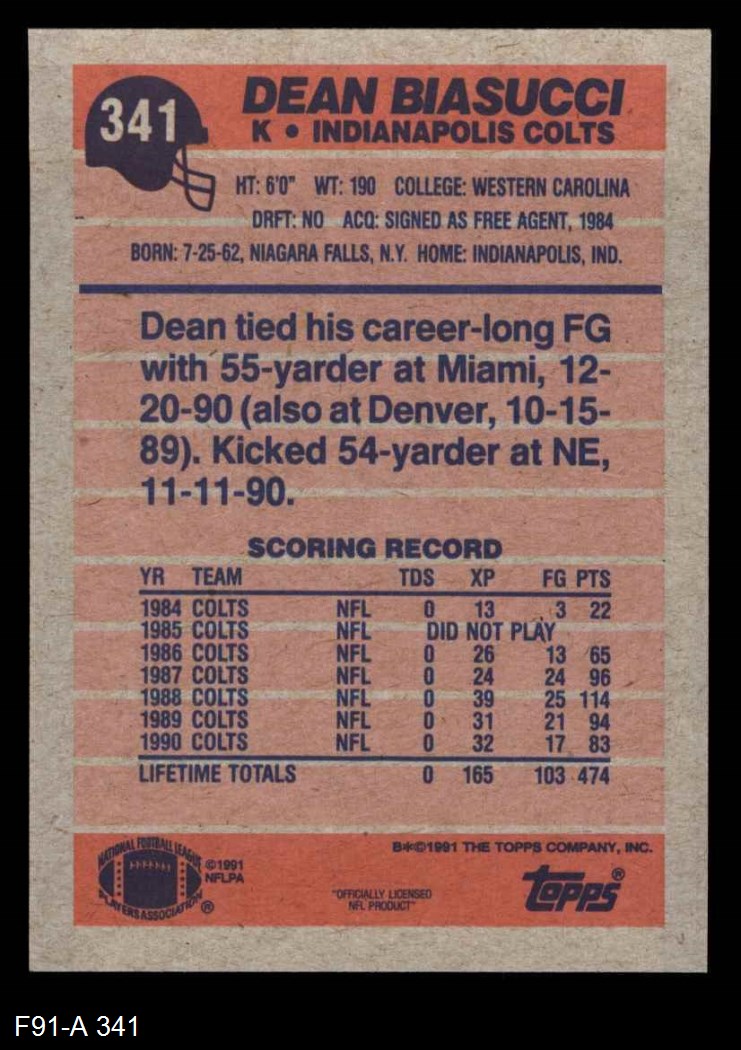 341
DEAN BIASUCCI
K • INDIANAPOLIS COLTS
HT: 6'0" WT: 190 COLLEGE: WESTERN CAROLINA
DRFT: NO ACQ: SIGNED AS FREE AGENT, 1984
BORN: 7-25-62, NIAGARA FALLS, N.Y. HOME: INDIANAPOLIS, IND.
Dean tied his career-long FG
with 55-yarder at Miami, 12-
20-90 (also at Denver, 10-15-
89). Kicked 54-yarder at NE,
11-11-90.
SCORING RECORD
YR TEAM TDS XP FG PTS
1984 COLTS NFL 0 13 3 22
1985 COLTS NFL DID NOT PLAY
1986 COLTS NFL 0 26 13 65
1987 COLTS NFL 0 24 24 96
1988 COLTS NFL 0 39 25 114
1989 COLTS NFL 0 31 21 94
1990 COLTS NFL 0 32 17 83
LIFETIME TOTALS 0 165 103 474
NATIONAL FOOTBALL LEAGUE
PLAYERS ASSOCIATION ®
©1991
NFLPA
"OFFICIALLY LICENSED
NFL PRODUCT"
B*©1991 THE TOPPS COMPANY, INC.
topps®
F91-A 341